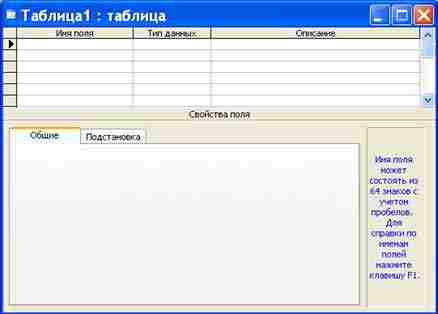 Таблица1 : таблица
Имя поля Тип данных Описание
Свойства поля
Общие Подстановка
Имя поля
может
состоять из
64 знаков с
учетом
пробелов.
Для
справки по
именам
полей
нажмите
клавишу F1.